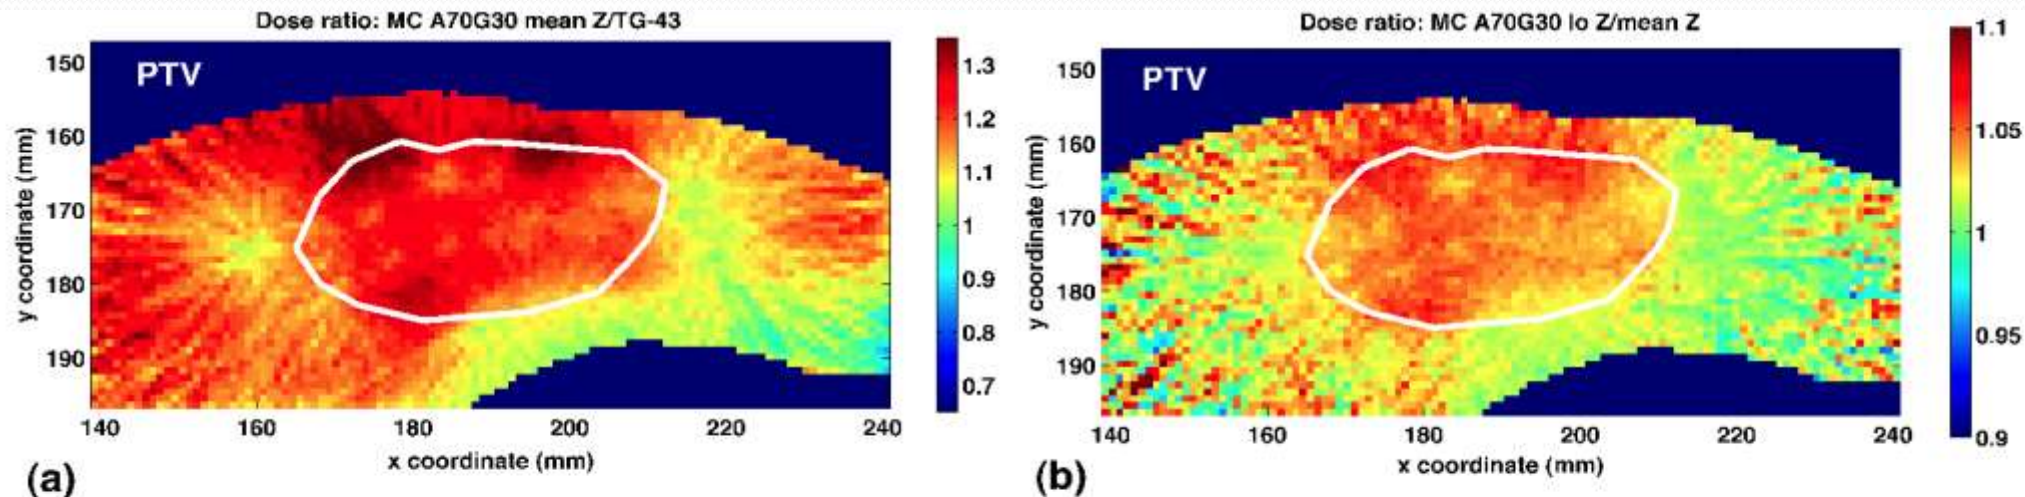 Dose ratio: MC A70G30 mean Z/TG-43
PTV
150
160
170
180
190
y coordinate (mm)
140 160 180 200 220 240
x coordinate (mm)
1.3
1.2
1.1
1
0.9
0.8
0.7
(a)
Dose ratio: MC A70G30 lo Z/mean Z
PTV
150
160
170
180
190
y coordinate (mm)
140 160 180 200 220 240
x coordinate (mm)
1.1
1.05
1
0.95
0.9
(b)